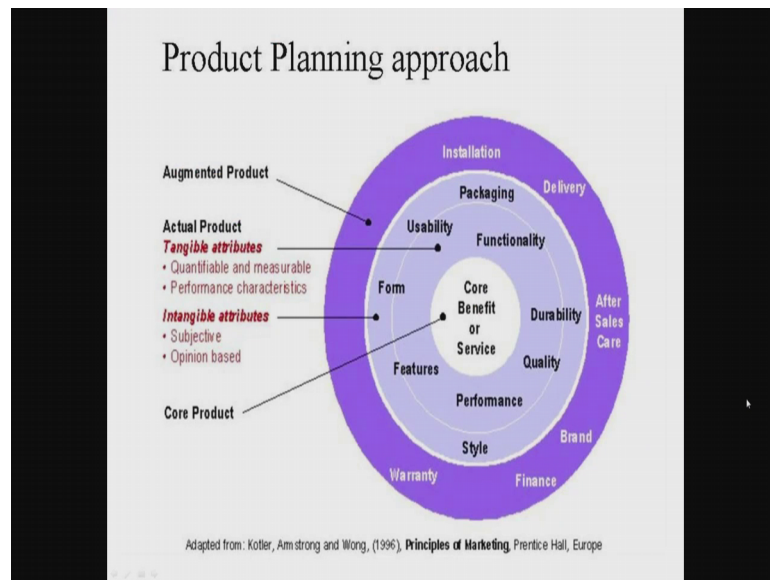 Product Planning approach
Augmented Product
Actual Product
Tangible attributes
• Quantifiable and measurable
• Performance characteristics
Intangible attributes
• Subjective
• Opinion based
Core Product
Installation
Delivery
After
Sales
Care
Brand
Finance
Warranty
Packaging
Usability
Functionality
Form
Durability
Quality
Features
Performance
Style
Core
Benefit
or
Service
Adapted from: Kotler, Armstrong and Wong, (1996), Principles of Marketing, Prentice Hall, Europe